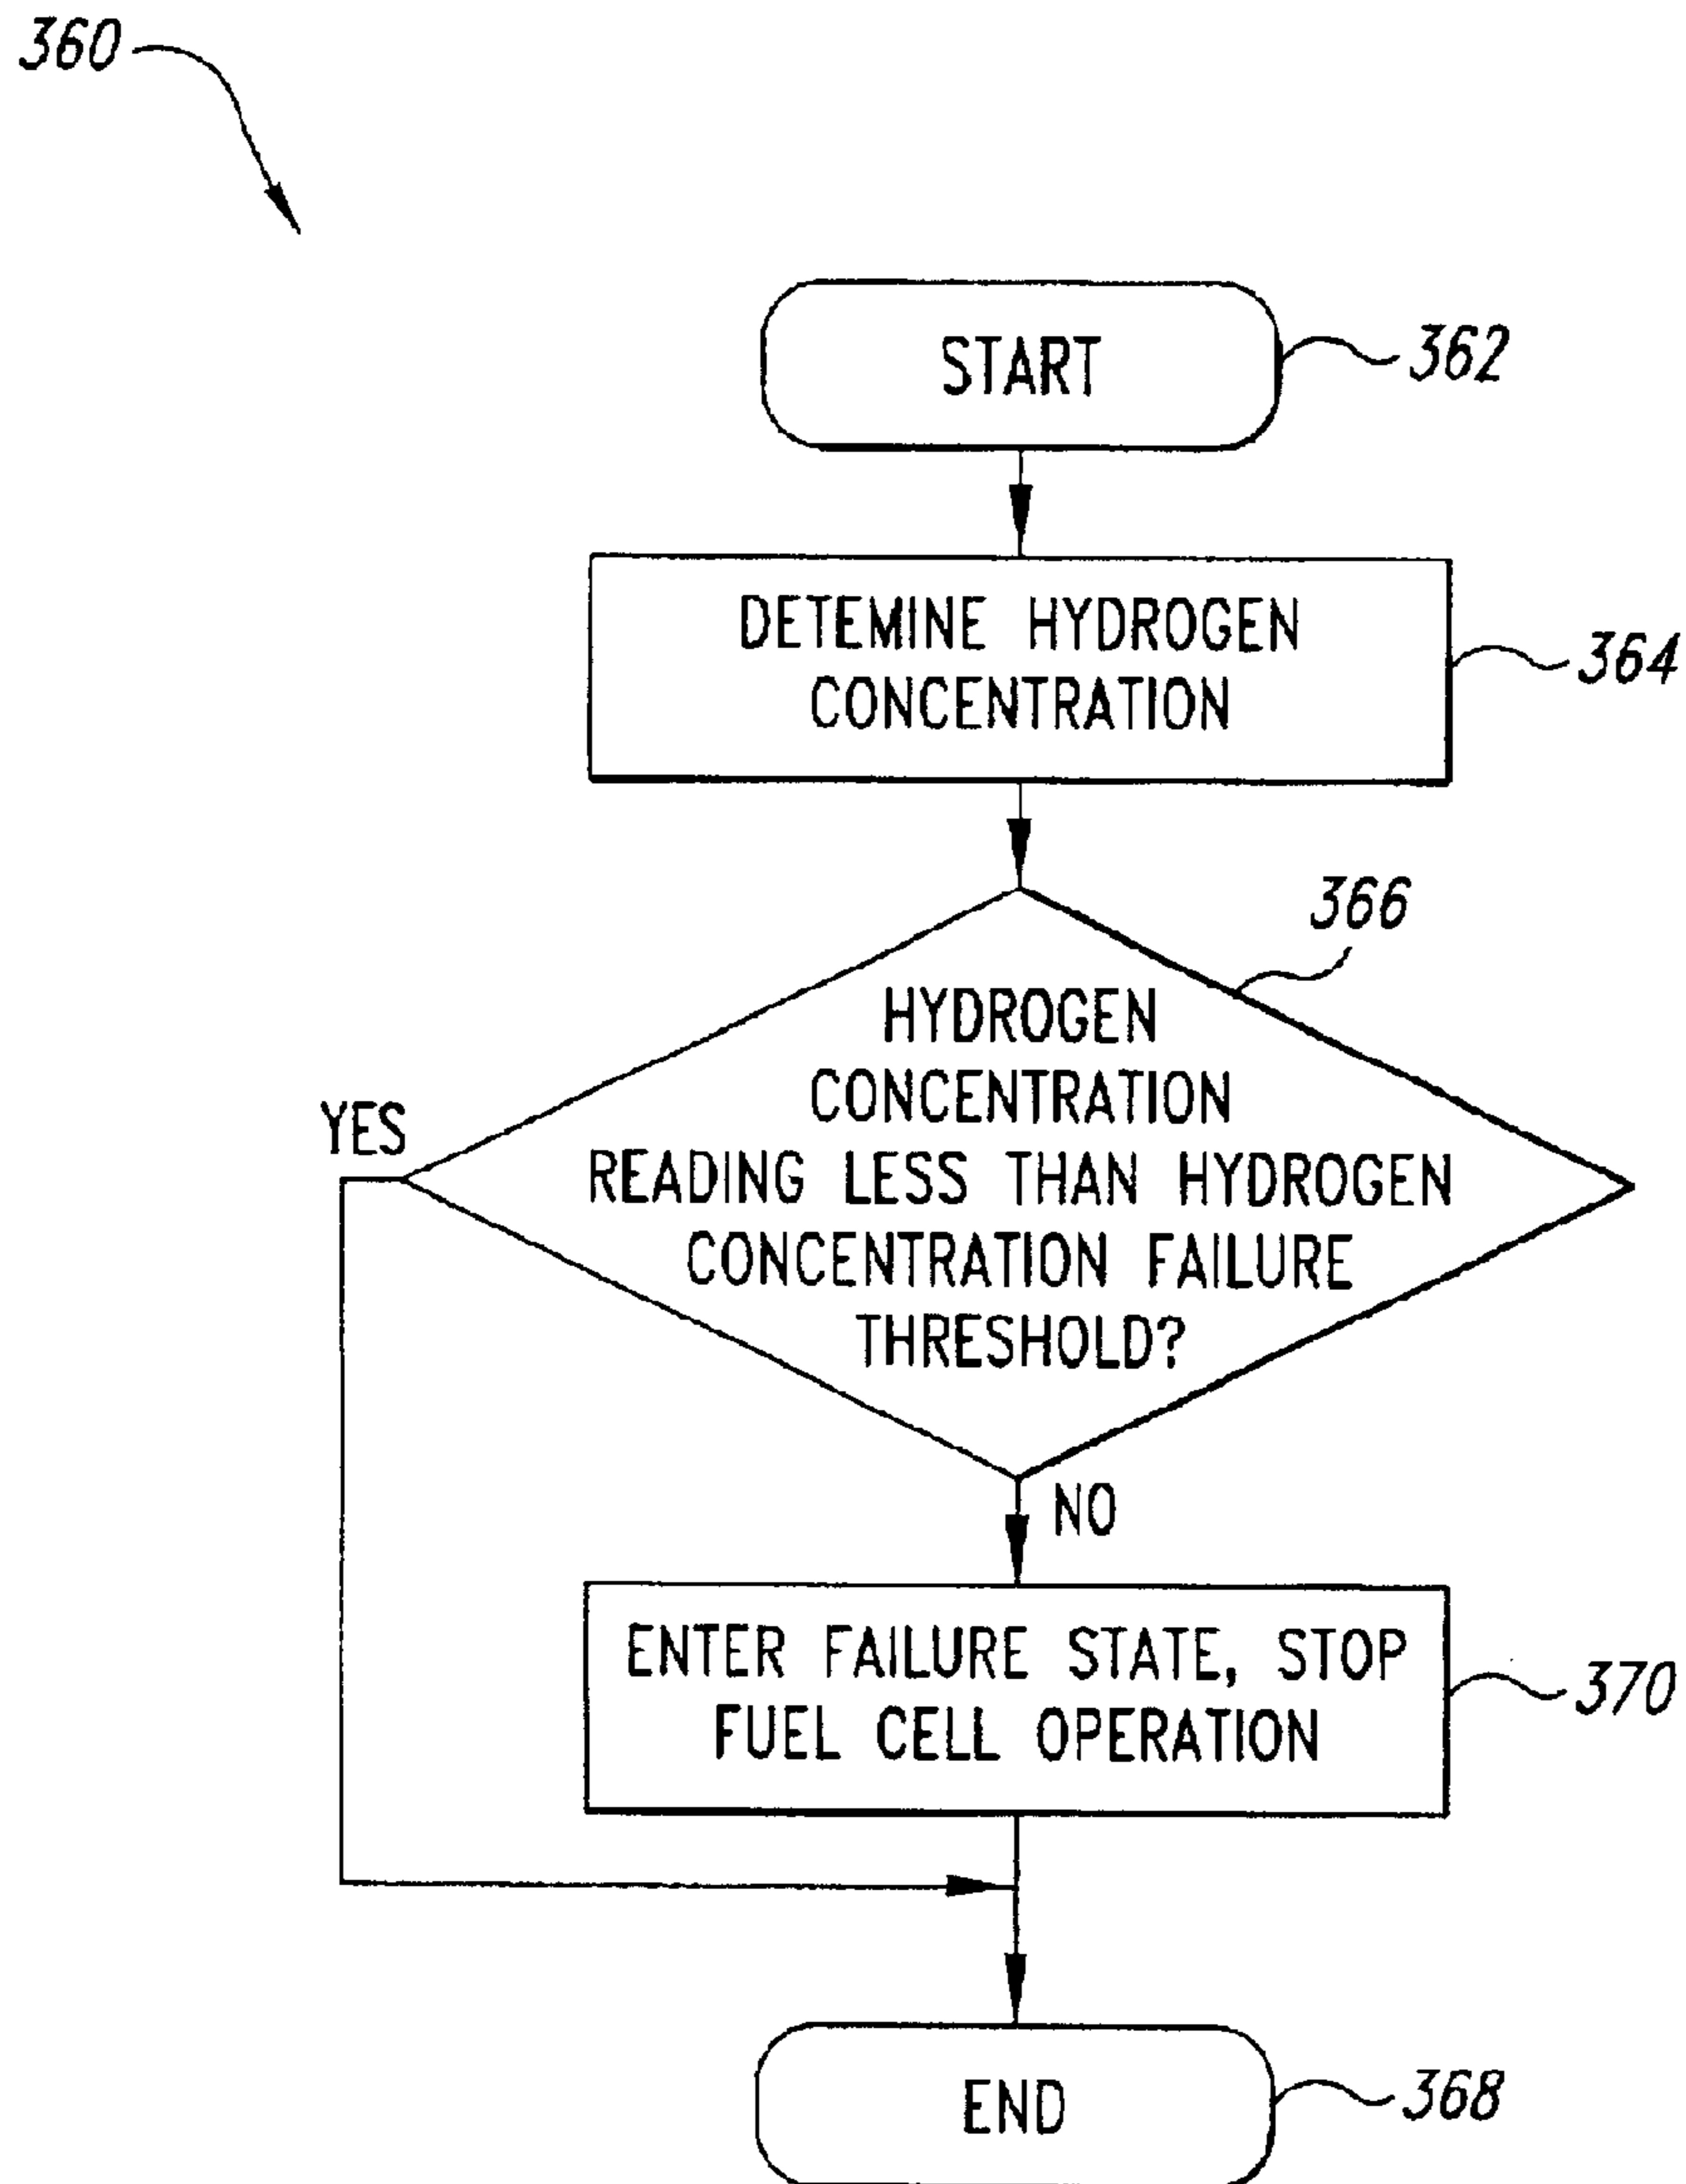 360
START
362
DETEMINE HYDROGEN
CONCENTRATION
364
366
HYDROGEN
CONCENTRATION
READING LESS THAN HYDROGEN
CONCENTRATION FAILURE
THRESHOLD?
YES
NO
ENTER FAILURE STATE, STOP
FUEL CELL OPERATION
370
END
368